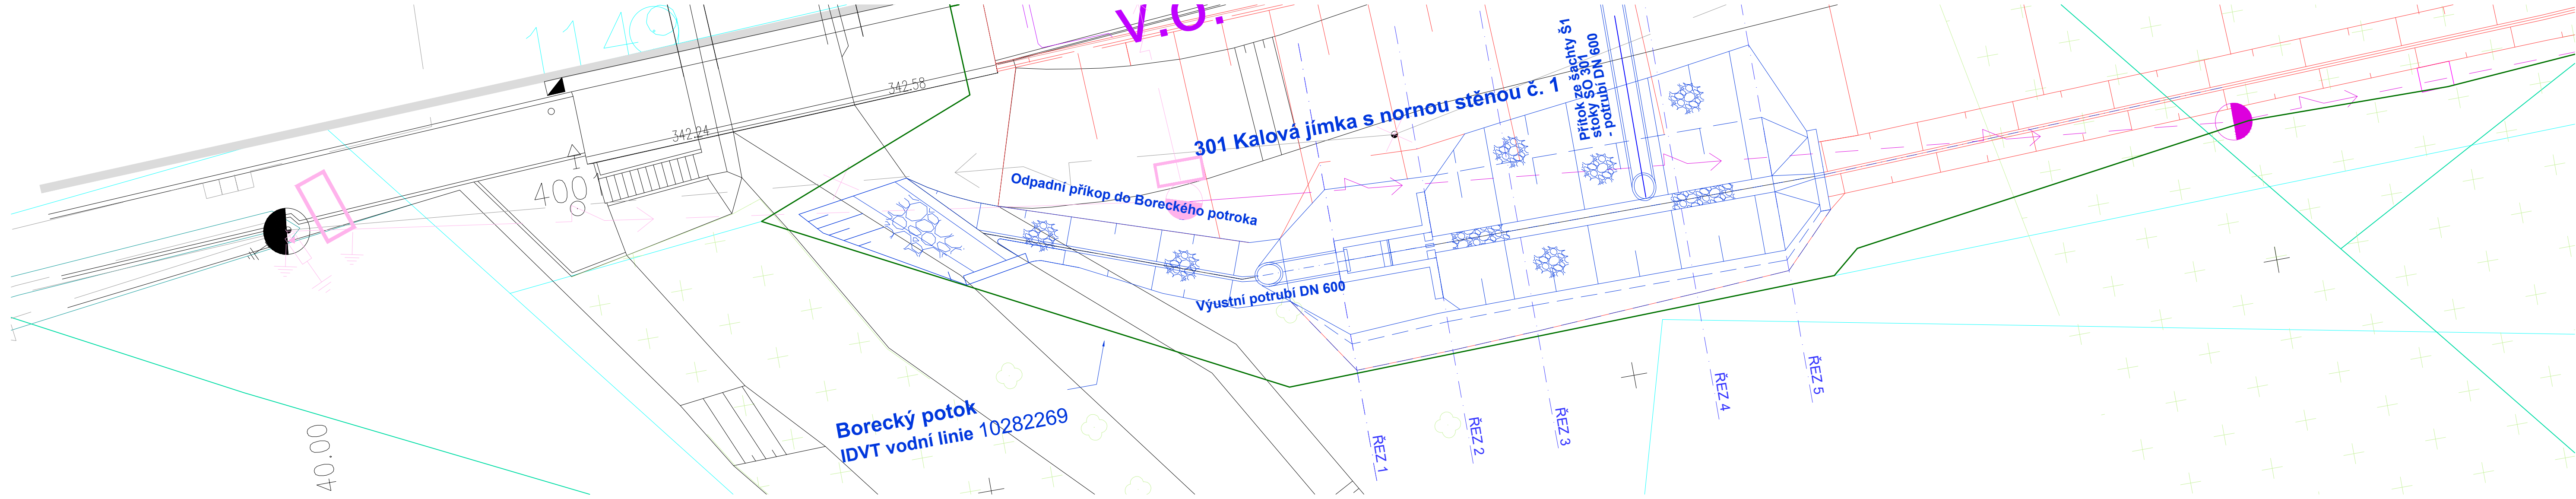 1149
v.o.
342.58
342.24
400
301 Kalová jímka s nornou stěnou č. 1
Přítok ze šachty Š1
stoky SO 301
- potrubí DN 600
Odpadní příkop do Boreckého potroka
Výustní potrubí DN 600
Borecký potok
IDVT vodní linie 10282269
40.00
ŘEZ 1
ŘEZ 2
ŘEZ 3
ŘEZ 4
ŘEZ 5